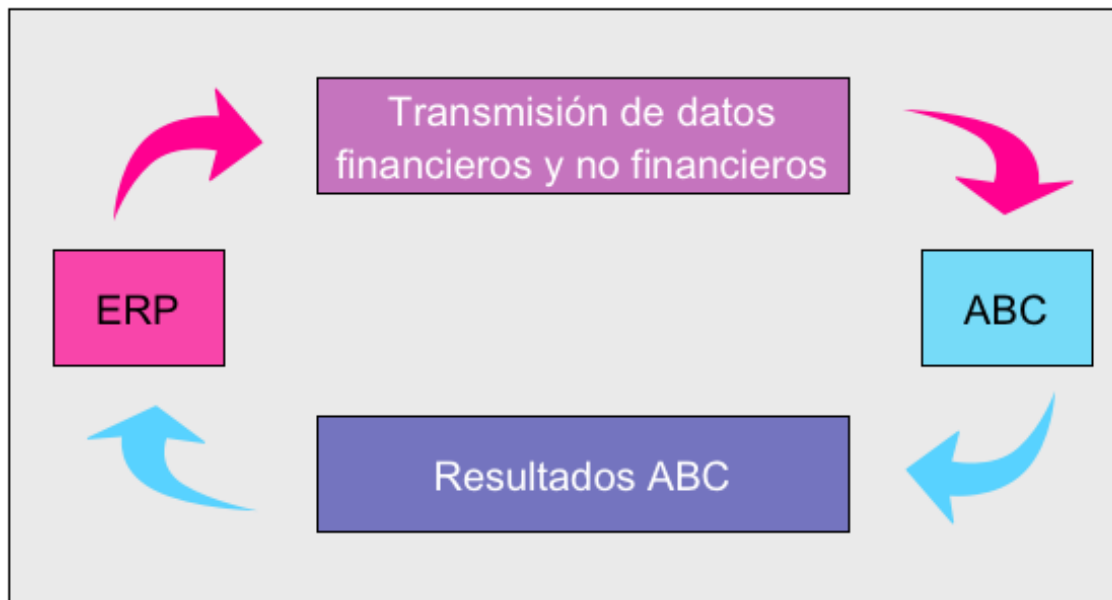 Transmisión de datos
financieros y no financieros
ERP
ABC
Resultados ABC